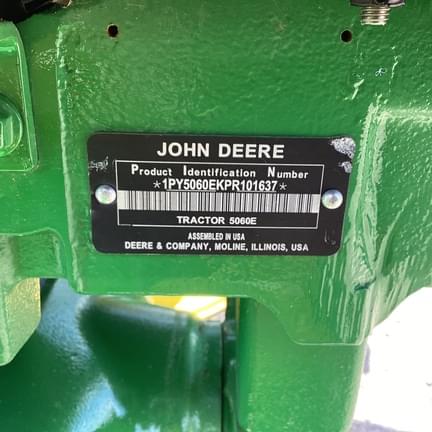 JOHN DEERE
Product Identification Number
*1PY5060EKPR101637*
TRACTOR 5060E
ASSEMBLED IN USA
DEERE & COMPANY, MOLINE, ILLINOIS, USA